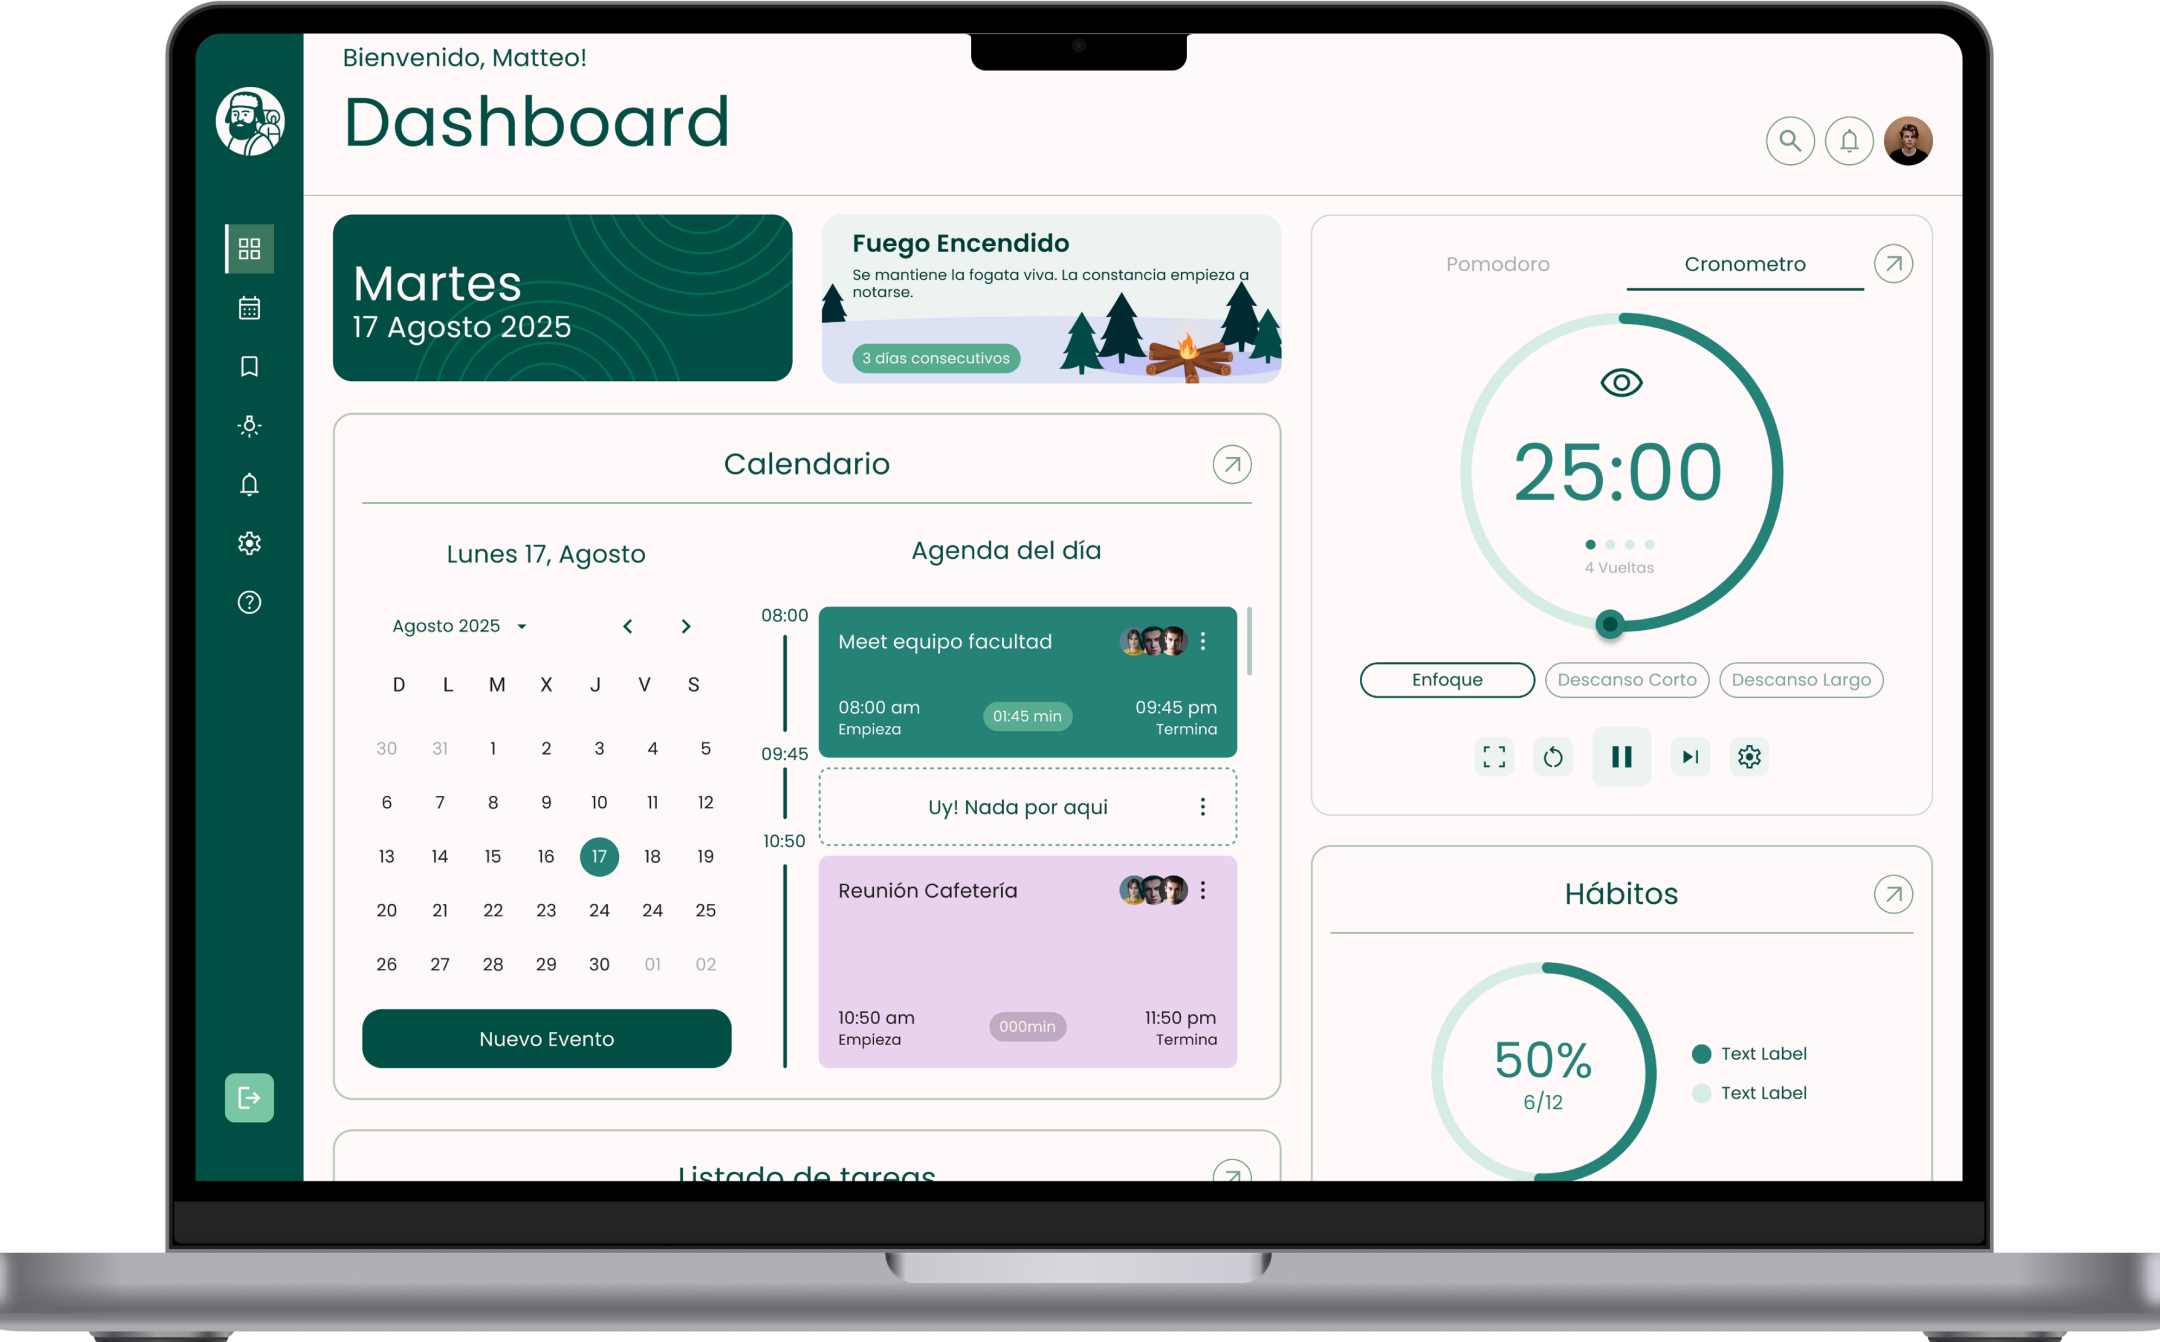 Bienvenido, Matteo!
Dashboard
Martes
17 Agosto 2025
Fuego Encendido
Se mantiene la fogata viva. La constancia empieza a
notarse.
3 días consecutivos
Calendario
Lunes 17, Agosto
Agosto 2025
D L M X J V S
30 31 1 2 3 4 5
6 7 8 9 10 11 12
13 14 15 16 17 18 19
20 21 22 23 24 24 25
26 27 28 29 30 01 02
Nuevo Evento
Agenda del día
08:00
Meet equipo facultad
08:00 am 01:45 min 09:45 pm
Empieza Termina
09:45
Uy! Nada por aqui
10:50
Reunión Cafetería
10:50 am 000min 11:50 pm
Empieza Termina
Listado de tareas
Pomodoro Cronometro
25:00
4 Vueltas
Enfoque Descanso Corto Descanso Largo
Hábitos
50%
6/12
Text Label
Text Label